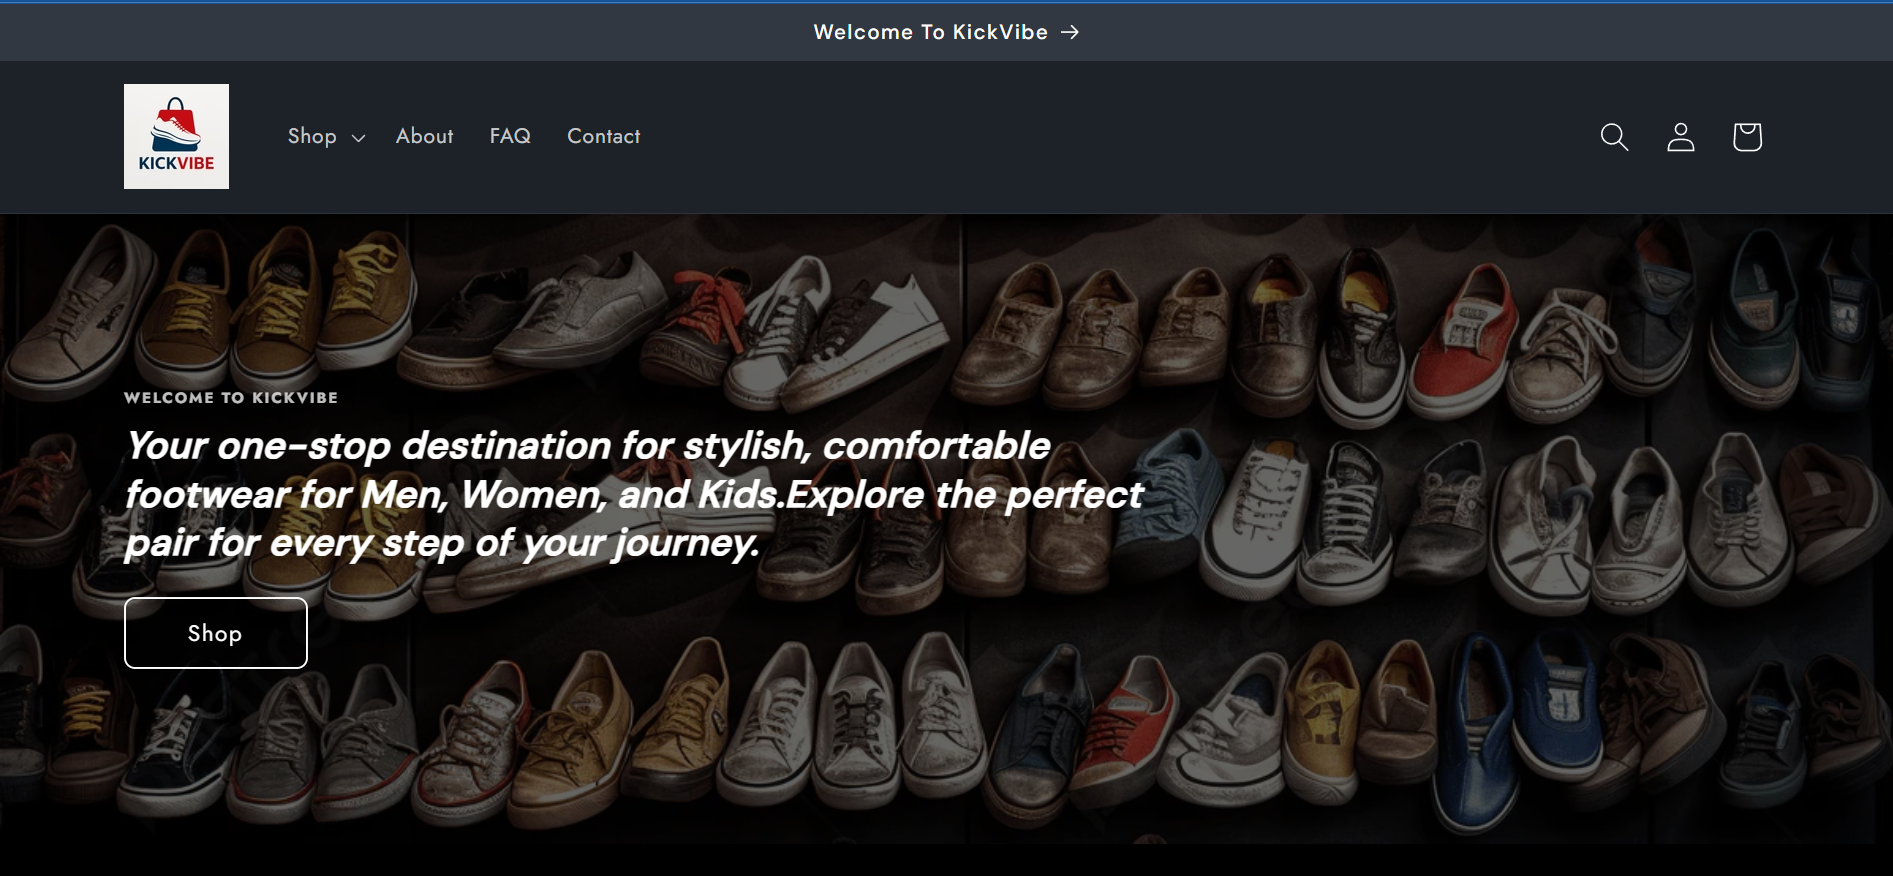 Welcome To KickVibe →
KICKVIBE
Shop
About
FAQ
Contact
WELCOME TO KICKVIBE
Your one-stop destination for stylish, comfortable
footwear for Men, Women, and Kids.Explore the perfect
pair for every step of your journey.
Shop